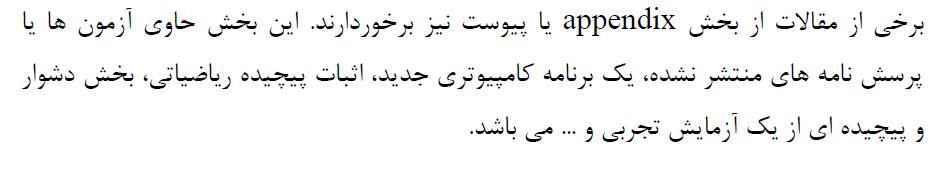 برخی از مقالات از بخش appendix یا پیوست نیز برخوردارند. این بخش حاوی آزمون ها یا
پرسش نامه های منتشر نشده، یک برنامه کامپیوتری جدید، اثبات پیچیده ریاضیاتی، بخش دشوار
و پیچیده ای از یک آزمایش تجربی و ... می باشد.